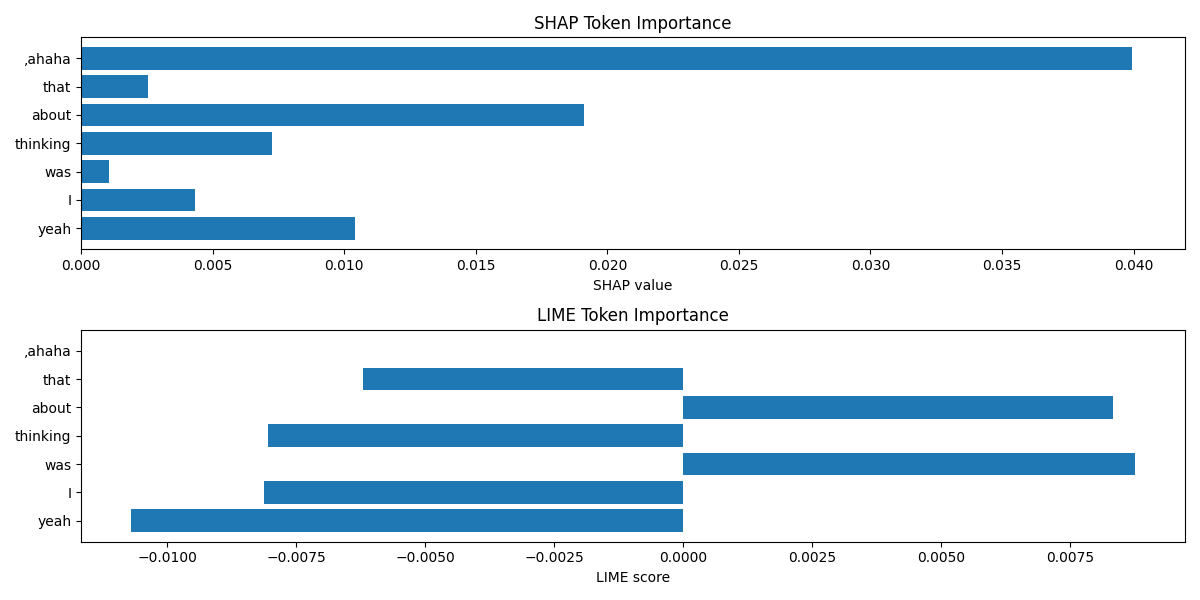 SHAP Token Importance
,ahaha
that
about
thinking
was
I
yeah
0.000 0.005 0.010 0.015 0.020 0.025 0.030 0.035 0.040
SHAP value
LIME Token Importance
,ahaha
that
about
thinking
was
I
yeah
−0.0100 −0.0075 −0.0050 −0.0025 0.0000 0.0025 0.0050 0.0075
LIME score